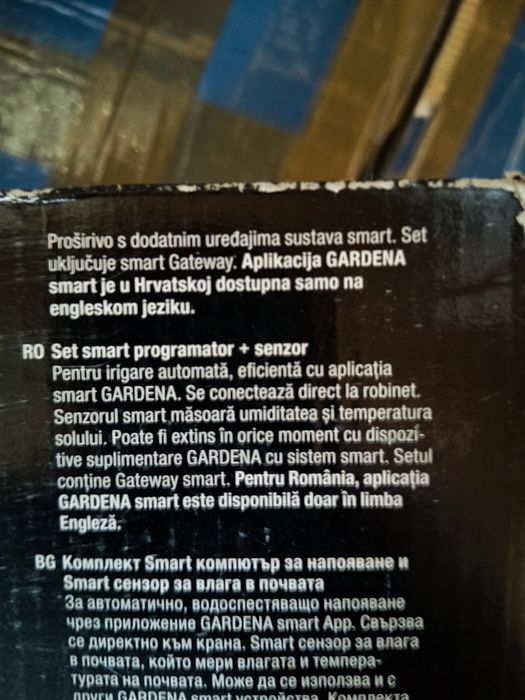 Proširivo s dodatnim uređajima sustava smart. Set
uključuje smart Gateway. Aplikacija GARDENA
smart je u Hrvatskoj dostupna samo na
engleskom jeziku.
RO Set smart programator + senzor
Pentru irigare automată, eficientă cu aplicația
smart GARDENA. Se conectează direct la robinet.
Senzorul smart măsoară umiditatea și temperatura
solului. Poate fi extins în orice moment cu dispozi-
tive suplimentare GARDENA cu sistem smart. Setul
conține Gateway smart. Pentru România, aplicația
GARDENA smart este disponibilă doar în limba
Engleză.
BG Комплект Smart компютър за напояване и
Smart сензор за влага в почвата
За автоматично, водоспестяващо напояване
чрез приложение GARDENA smart App. Свързва
се директно към крана. Smart сензор за влага
в почвата, който мери влагата и темпера-
турата на почвата. Може да се използва и с
други GARDENA smart устройства. Комплекта